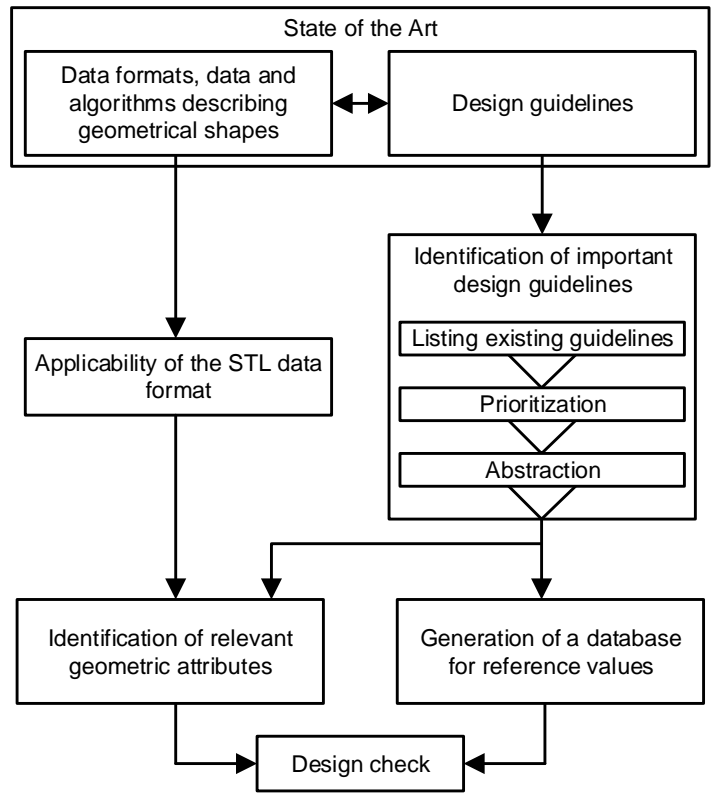 State of the Art
Data formats, data and
algorithms describing
geometrical shapes
Design guidelines
Identification of important
design guidelines
Listing existing guidelines
Prioritization
Abstraction
Applicability of the STL data
format
Identification of relevant
geometric attributes
Generation of a database
for reference values
Design check